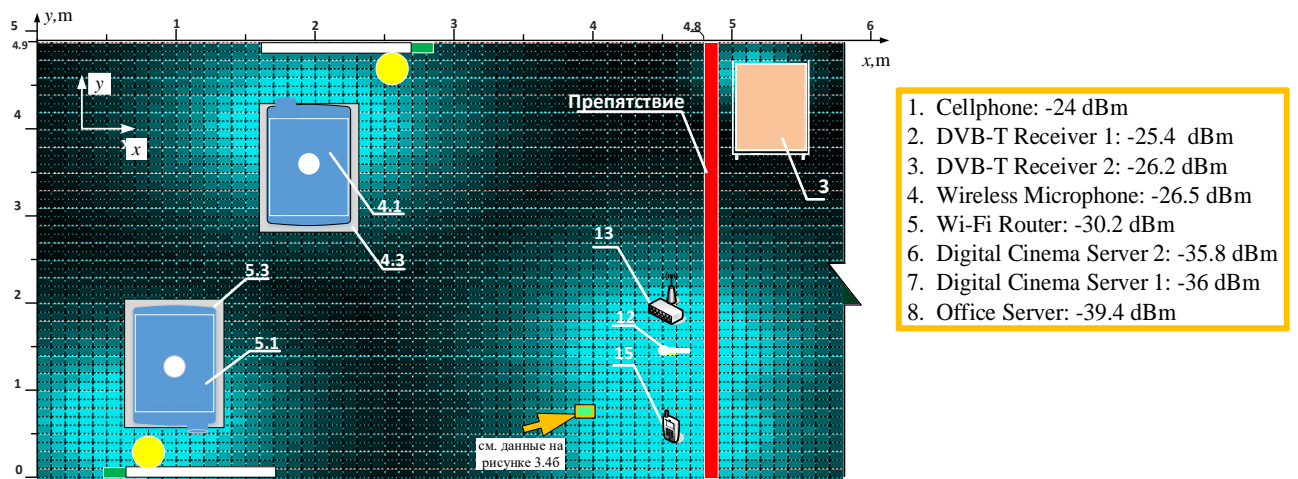 5 y,m 1 2 3 4 4.8 5 6
4.9
x,m
y
x
Препятствие
4
3
4.1
3
13
4.3
5.3
2
12
15
5.1
1
см. данные на
рисунке 3.4б
0
1. Cellphone: -24 dBm
2. DVB-T Receiver 1: -25.4 dBm
3. DVB-T Receiver 2: -26.2 dBm
4. Wireless Microphone: -26.5 dBm
5. Wi-Fi Router: -30.2 dBm
6. Digital Cinema Server 2: -35.8 dBm
7. Digital Cinema Server 1: -36 dBm
8. Office Server: -39.4 dBm